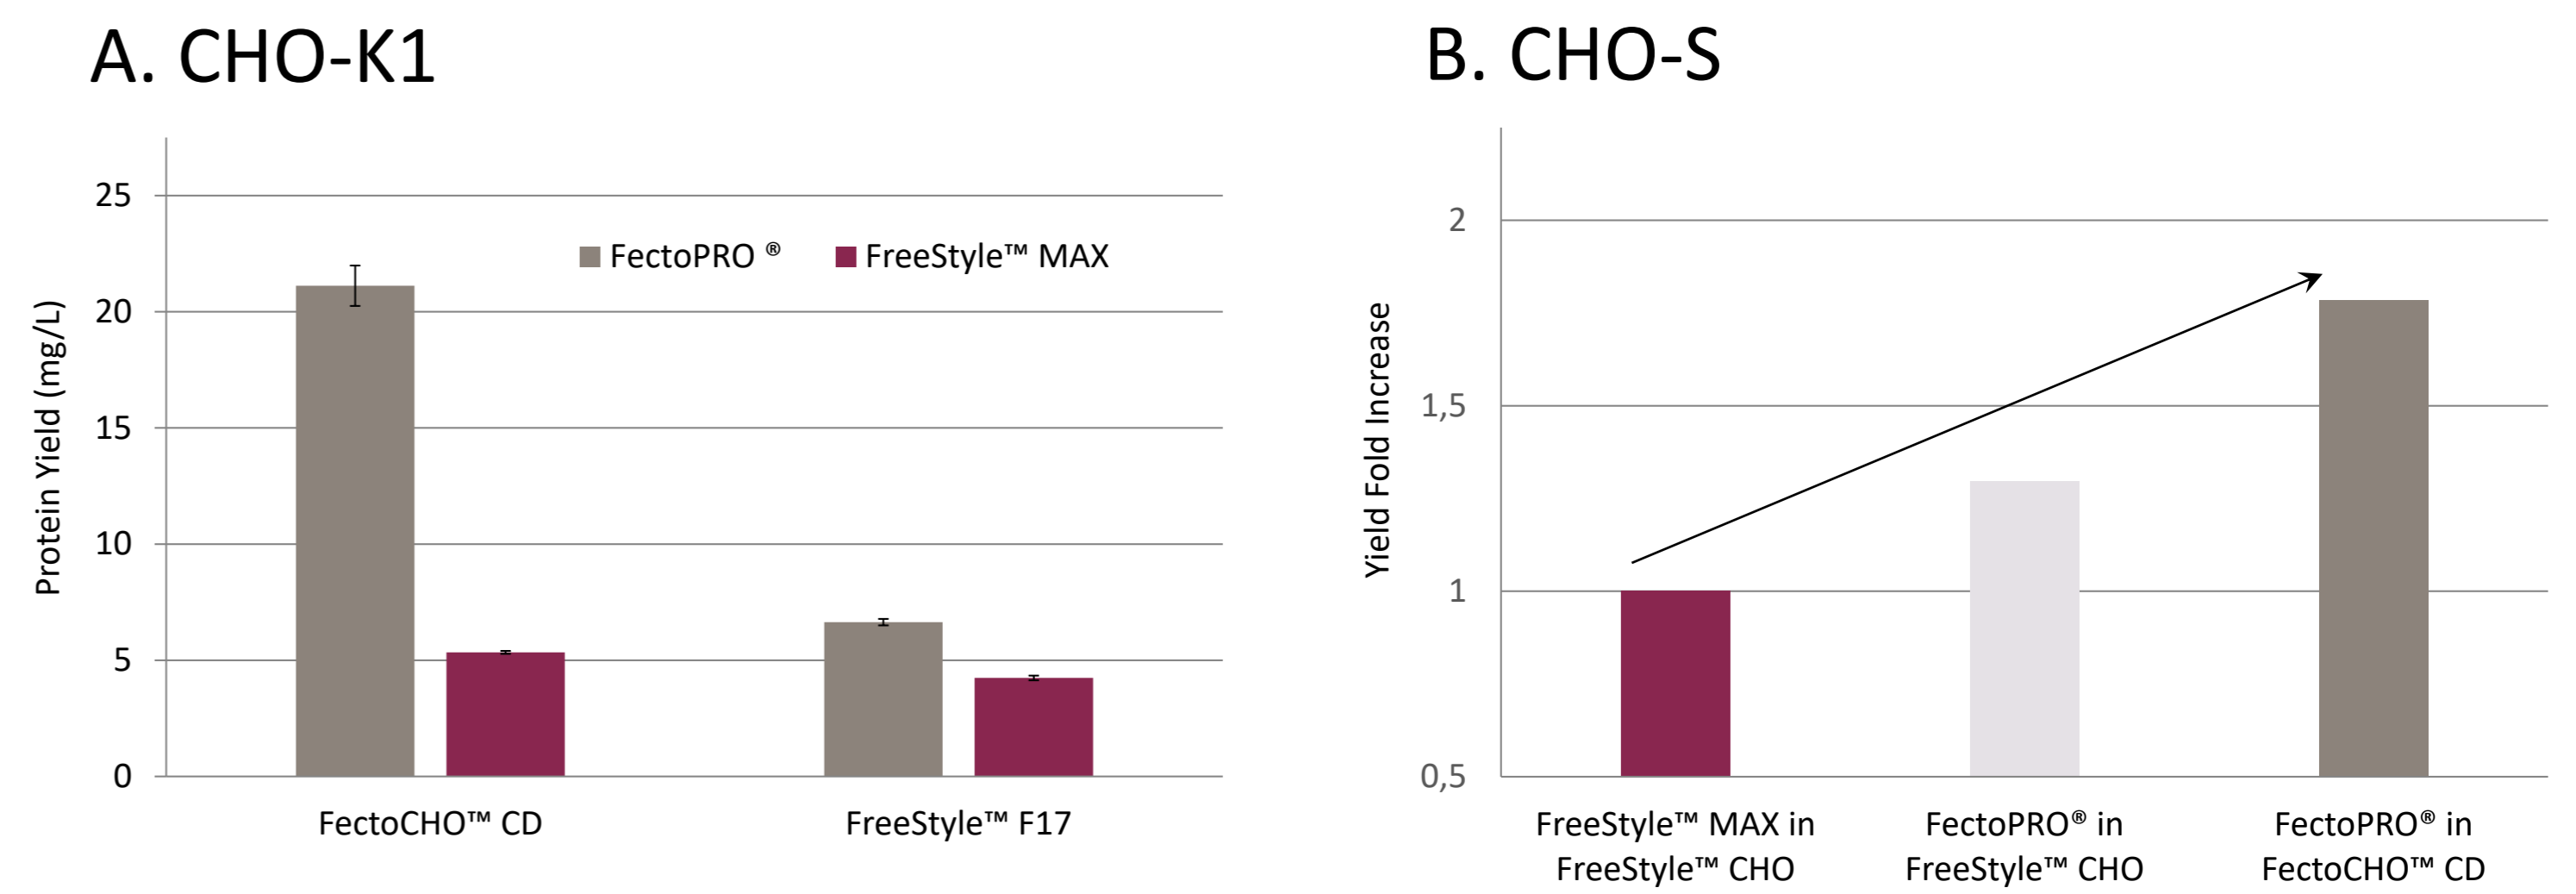 A. CHO-K1
Protein Yield (mg/L)
25
20
15
10
5
0
FectoPRO ®
FreeStyle™ MAX
FectoCHO™ CD
FreeStyle™ F17
B. CHO-S
Yield Fold Increase
2
1,5
1
0,5
FreeStyle™ MAX in
FreeStyle™ CHO
FectoPRO® in
FreeStyle™ CHO
FectoPRO® in
FectoCHO™ CD